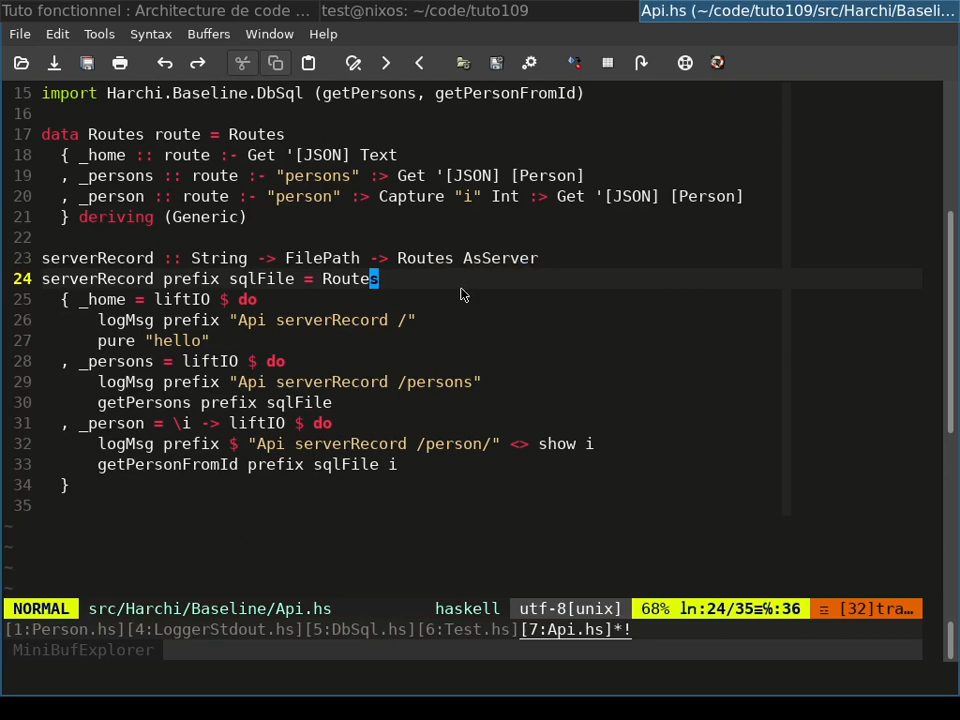 Tuto fonctionnel : Architecture de code ... test@nixos: ~/code/tuto109 Api.hs (~/code/tuto109/src/Harchi/Baseli...
File Edit Tools Syntax Buffers Window Help
15 import Harchi.Baseline.DbSql (getPersons, getPersonFromId)
16
17 data Routes route = Routes
18   { _home :: route :- Get '[JSON] Text
19   , _persons :: route :- "persons" :> Get '[JSON] [Person]
20   , _person :: route :- "person" :> Capture "i" Int :> Get '[JSON] [Person]
21   } deriving (Generic)
22
23 serverRecord :: String -> FilePath -> Routes AsServer
24 serverRecord prefix sqlFile = Routes
25   { _home = liftIO $ do
26       logMsg prefix "Api serverRecord /"
27       pure "hello"
28   , _persons = liftIO $ do
29       logMsg prefix "Api serverRecord /persons"
30       getPersons prefix sqlFile
31   , _person = \i -> liftIO $ do
32       logMsg prefix $ "Api serverRecord /person/" <> show i
33       getPersonFromId prefix sqlFile i
34   }
35
~
~
~
~
NORMAL src/Harchi/Baseline/Api.hs haskell utf-8[unix] 68% ln:24/35≡℅:36 ☲ [32]tra…
[1:Person.hs][4:LoggerStdout.hs][5:DbSql.hs][6:Test.hs][7:Api.hs]*!
MiniBufExplorer